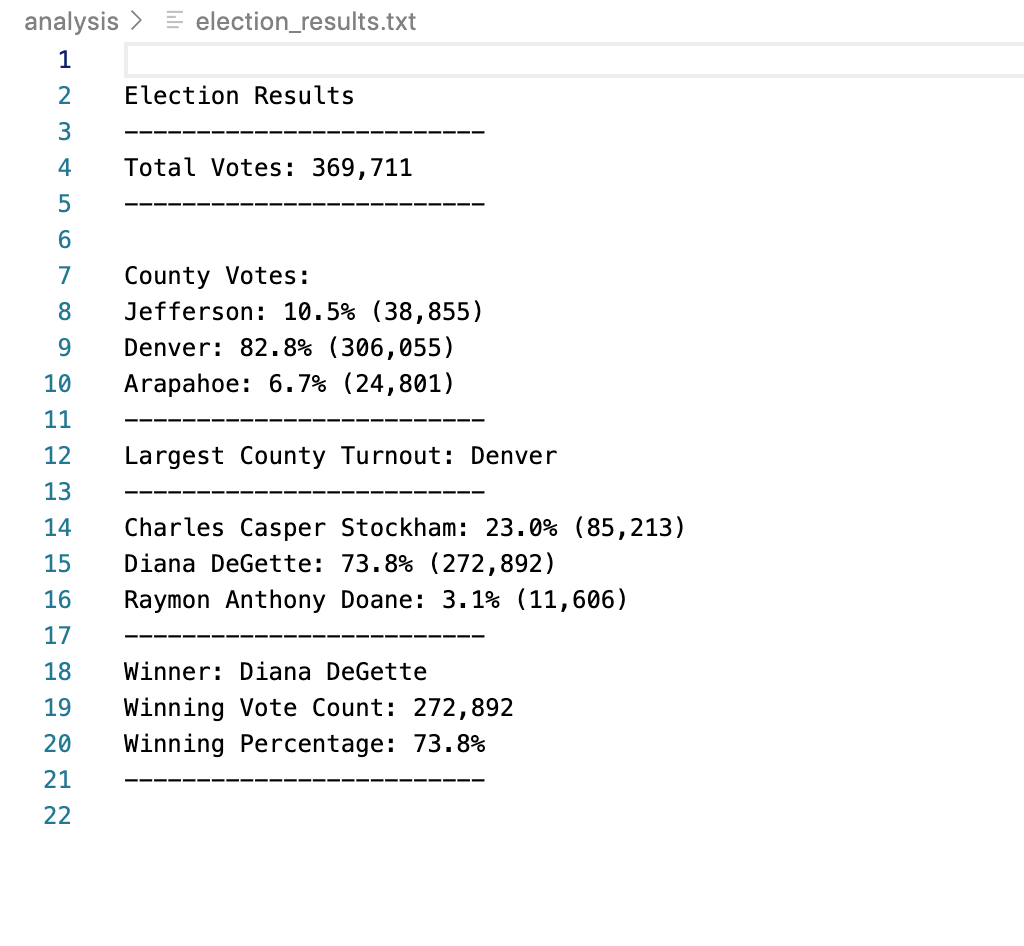 analysis > election_results.txt
1
2 Election Results
3 -------------------------
4 Total Votes: 369,711
5 -------------------------
6
7 County Votes:
8 Jefferson: 10.5% (38,855)
9 Denver: 82.8% (306,055)
10 Arapahoe: 6.7% (24,801)
11 -------------------------
12 Largest County Turnout: Denver
13 -------------------------
14 Charles Casper Stockham: 23.0% (85,213)
15 Diana DeGette: 73.8% (272,892)
16 Raymon Anthony Doane: 3.1% (11,606)
17 -------------------------
18 Winner: Diana DeGette
19 Winning Vote Count: 272,892
20 Winning Percentage: 73.8%
21 -------------------------
22